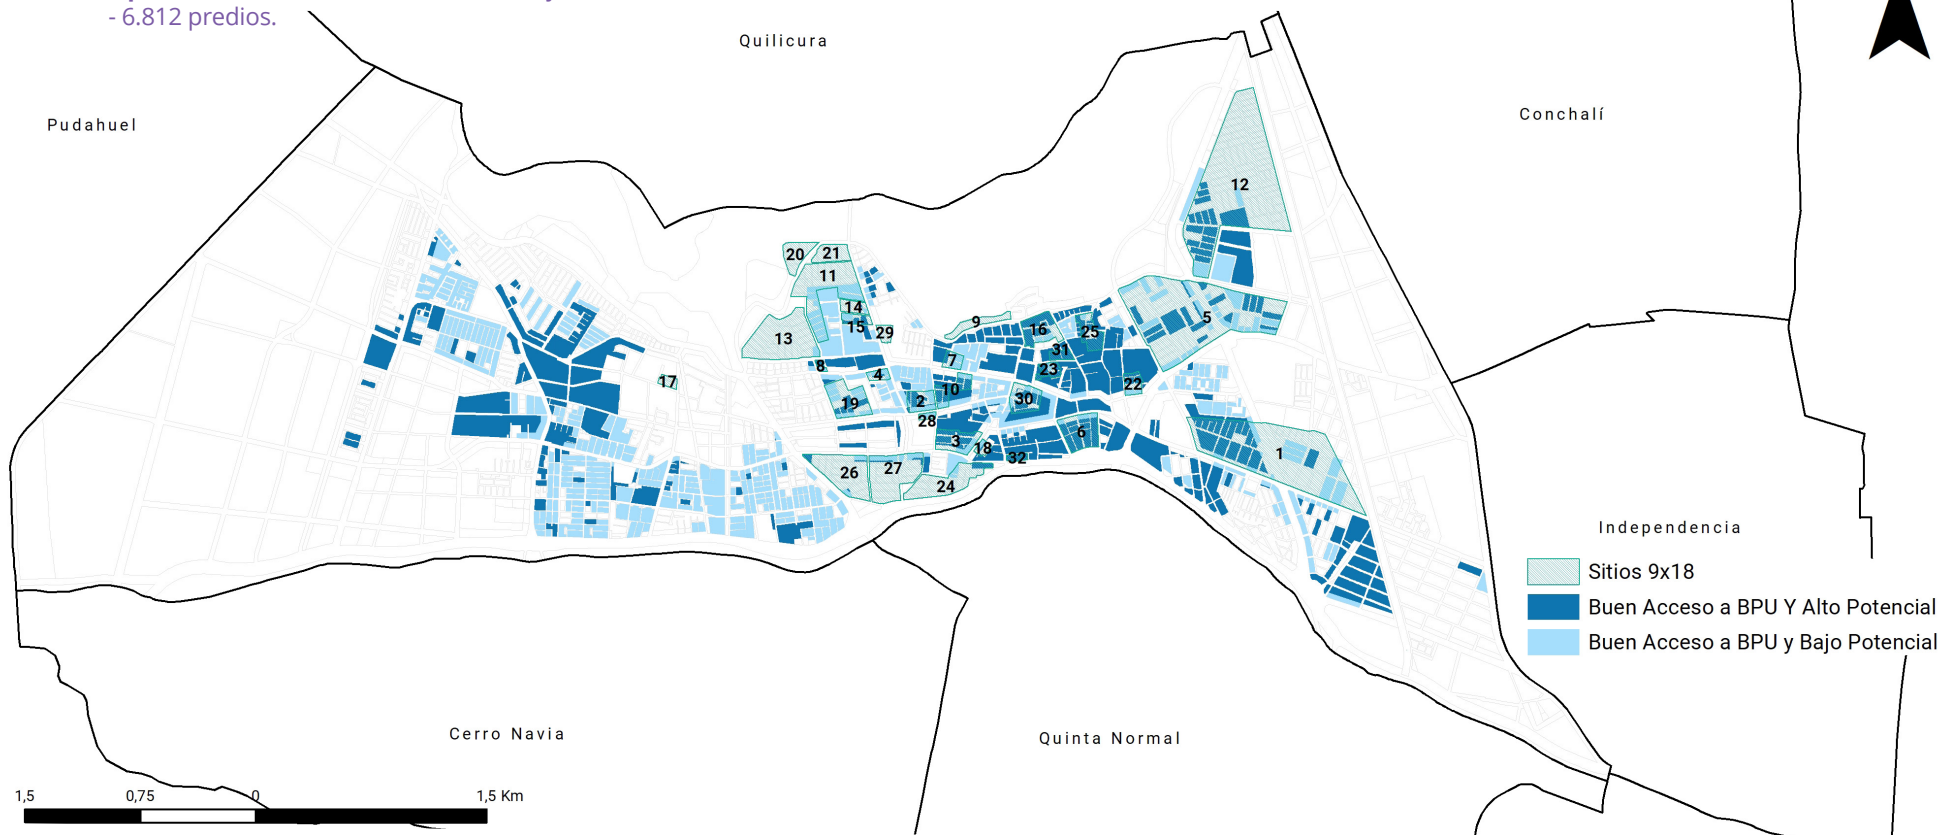 - 6.812 predios.
Quilicura
Pudahuel
Conchalí
12
20
21
11
14
15
29
13
9
16
25
5
31
7
8
4
23
17
22
10
2
30
19
28
6
3
18
1
32
26
27
24
Independencia
Sitios 9x18
Buen Acceso a BPU Y Alto Potencial
Buen Acceso a BPU y Bajo Potencial
Cerro Navia
Quinta Normal
1,5 0,75 0 1,5 Km